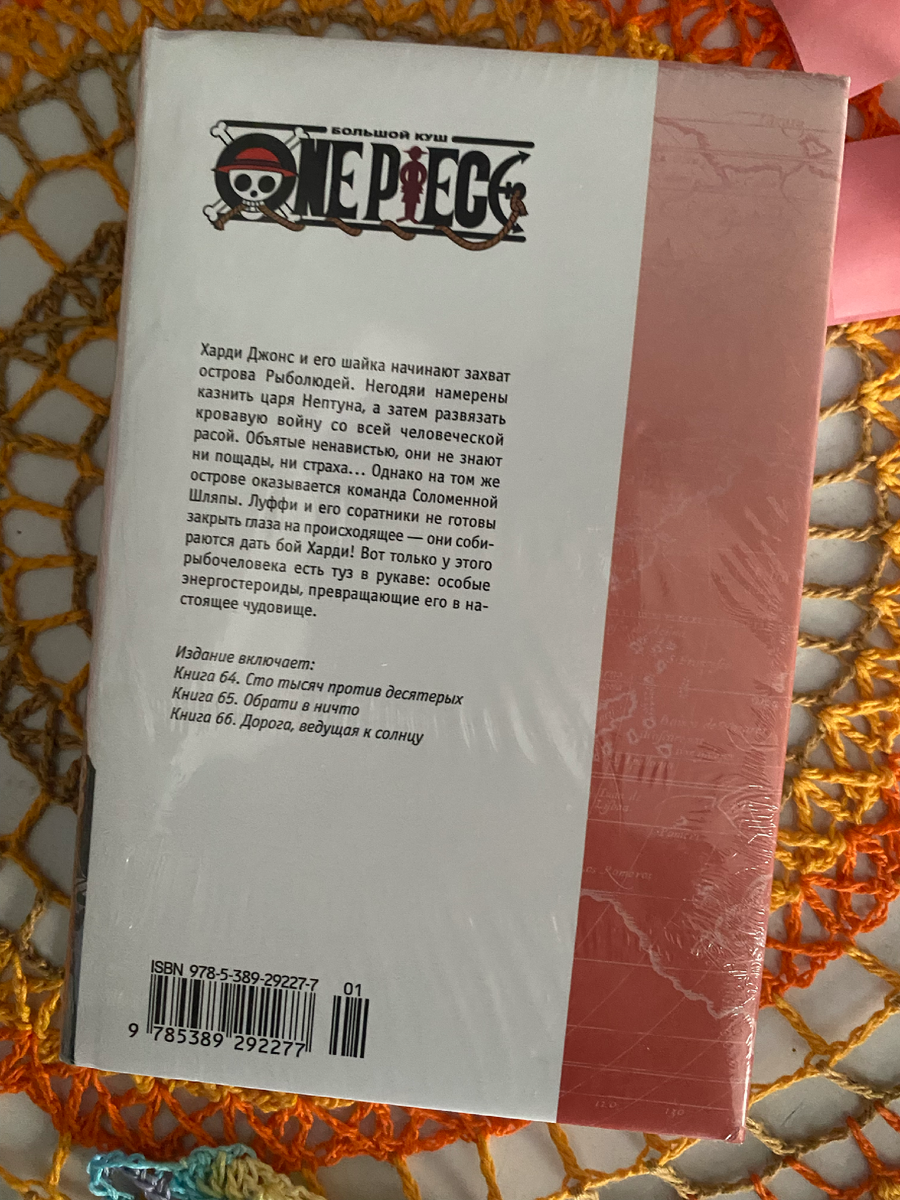 БОЛЬШОЙ КУШ
ONE PIECE
Харди Джонс и его шайка начинают захват
острова Рыболюдей. Негодяи намерены
казнить царя Нептуна, а затем развязать
кровавую войну со всей человеческой
расой. Объятые ненавистью, они не знают
ни пощады, ни страха... Однако на том же
острове оказывается команда Соломенной
Шляпы. Луффи и его соратники не готовы
закрыть глаза на происходящее — они соби-
раются дать бой Харди! Вот только у этого
рыбочеловека есть туз в рукаве: особые
энергостероиды, превращающие его в на-
стоящее чудовище.
Издание включает:
Книга 64. Сто тысяч против десятерых
Книга 65. Обрати в ничто
Книга 66. Дорога, ведущая к солнцу
ISBN 978-5-389-29227-7
01
9 785389 292277
120 130